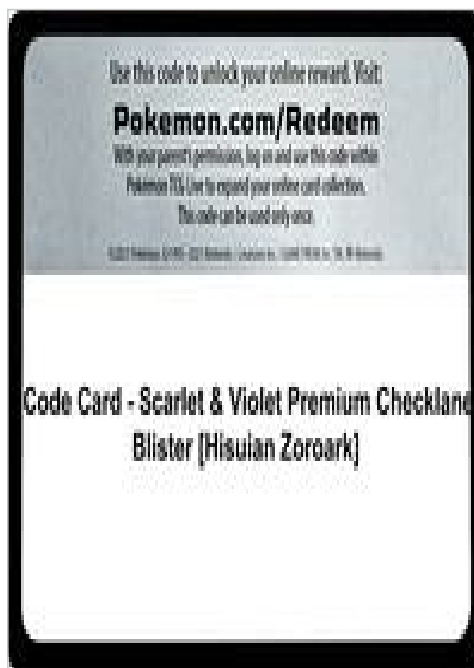 Use this code to unlock your online reward. Visit:
Pokemon.com/Redeem
With your parent's permission, log on and use this code within
Pokémon TCG Live to expand your online card collection.
This code can be used only once.
Code Card - Scarlet & Violet Premium Checklane
Blister [Hisuian Zoroark]